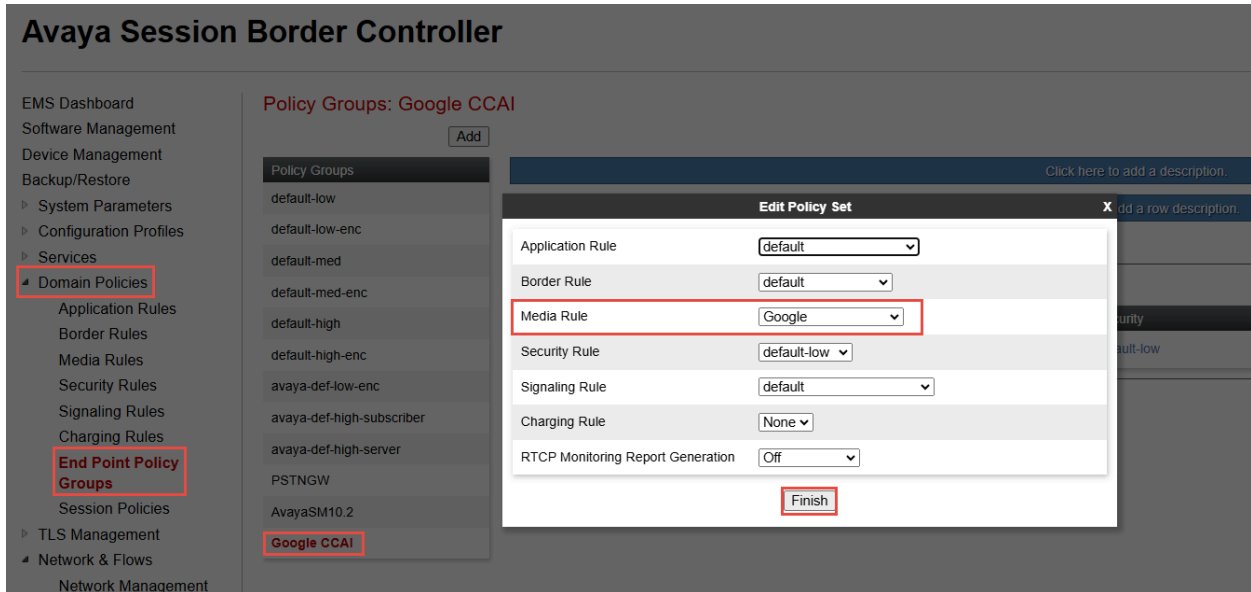 Avaya Session Border Controller
EMS Dashboard
Software Management
Device Management
Backup/Restore
System Parameters
Configuration Profiles
Services
Domain Policies
Application Rules
Border Rules
Media Rules
Security Rules
Signaling Rules
Charging Rules
End Point Policy
Groups
Session Policies
TLS Management
Network & Flows
Network Management
Policy Groups: Google CCAI
Add
Policy Groups
default-low
default-low-enc
default-med
default-med-enc
default-high
default-high-enc
avaya-def-low-enc
avaya-def-high-subscriber
avaya-def-high-server
PSTNGW
AvayaSM10.2
Google CCAI
Click here to add a description.
dd a row description.
Edit Policy Set
X
Application Rule default
Border Rule default
Media Rule Google
Security Rule default-low
Signaling Rule default
Charging Rule None
RTCP Monitoring Report Generation Off
Finish
urity
ault-low